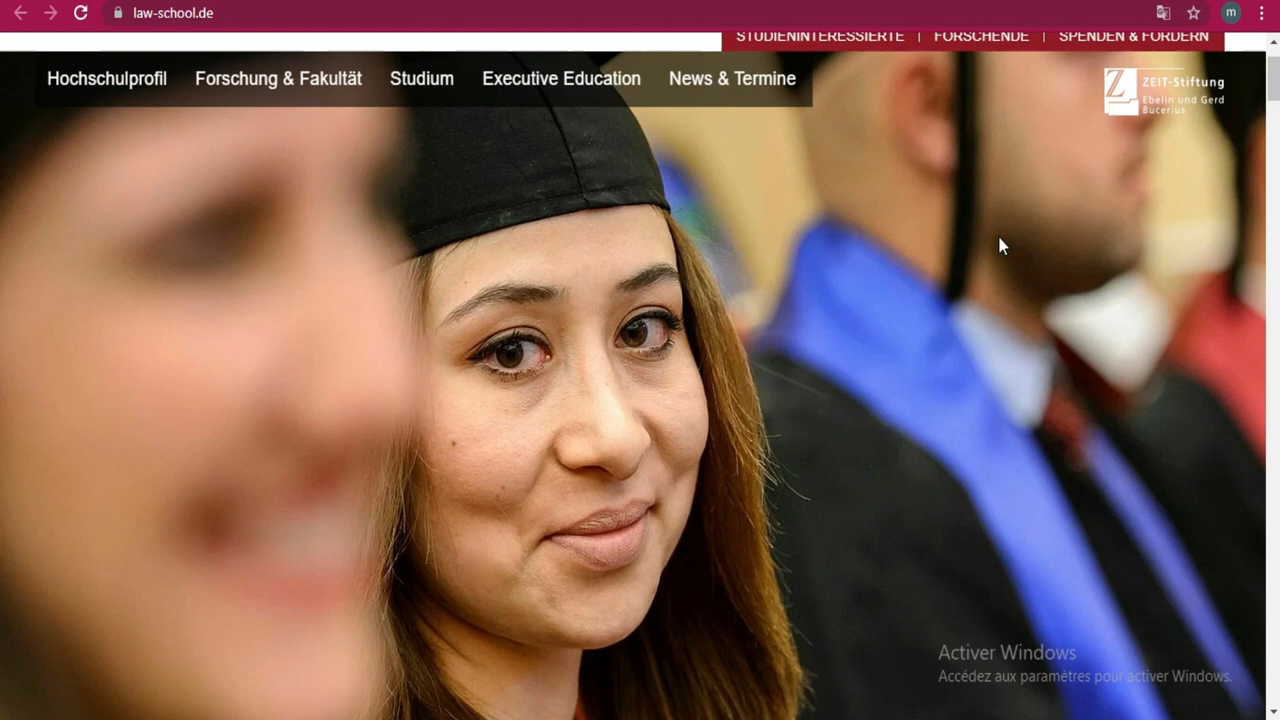 law-school.de
m
STUDIENINTERESSIERTE | FORSCHENDE | SPENDEN & FÖRDERN
Hochschulprofil Forschung & Fakultät Studium Executive Education News & Termine
Z ZEIT-Stiftung
Ebelin und Gerd
Bucerius
Activer Windows
Accédez aux paramètres pour activer Windows.